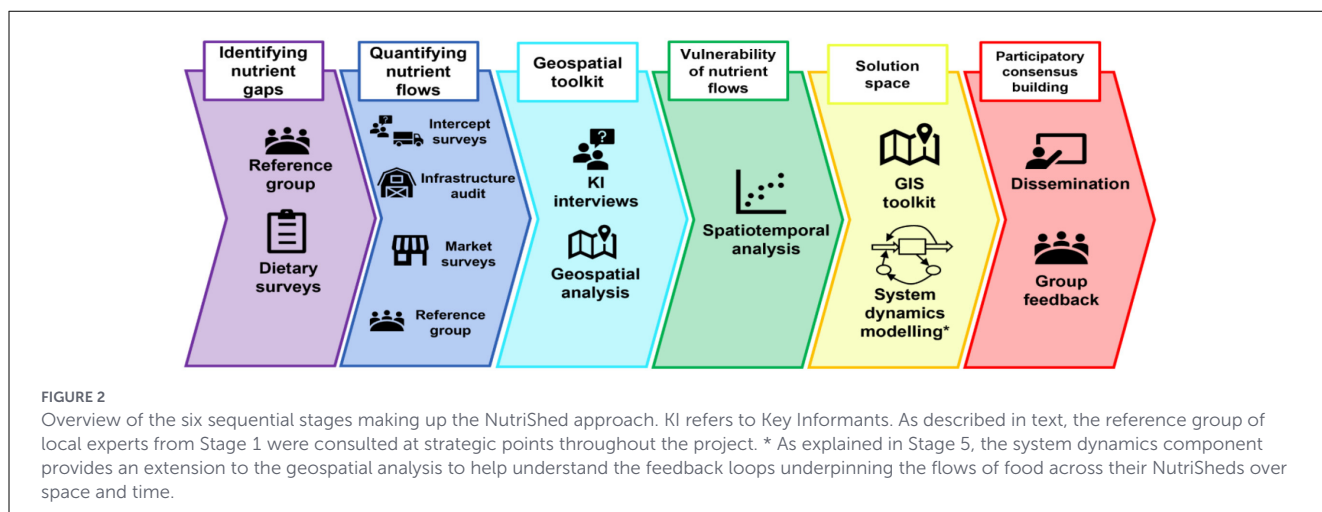 Identifying
nutrient
gaps
Reference
group
Dietary
surveys
Quantifying
nutrient
flows
Intercept
surveys
Infrastructure
audit
Market
surveys
Reference
group
Geospatial
toolkit
?
KI
interviews
Geospatial
analysis
Vulnerability
of nutrient
flows
Spatiotemporal
analysis
Solution
space
GIS
toolkit
System
dynamics
modelling*
Participatory
consensus
building
Dissemination
Group
feedback
FIGURE 2
Overview of the six sequential stages making up the NutriShed approach. KI refers to Key Informants. As described in text, the reference group of
local experts from Stage 1 were consulted at strategic points throughout the project. * As explained in Stage 5, the system dynamics component
provides an extension to the geospatial analysis to help understand the feedback loops underpinning the flows of food across their NutriSheds over
space and time.